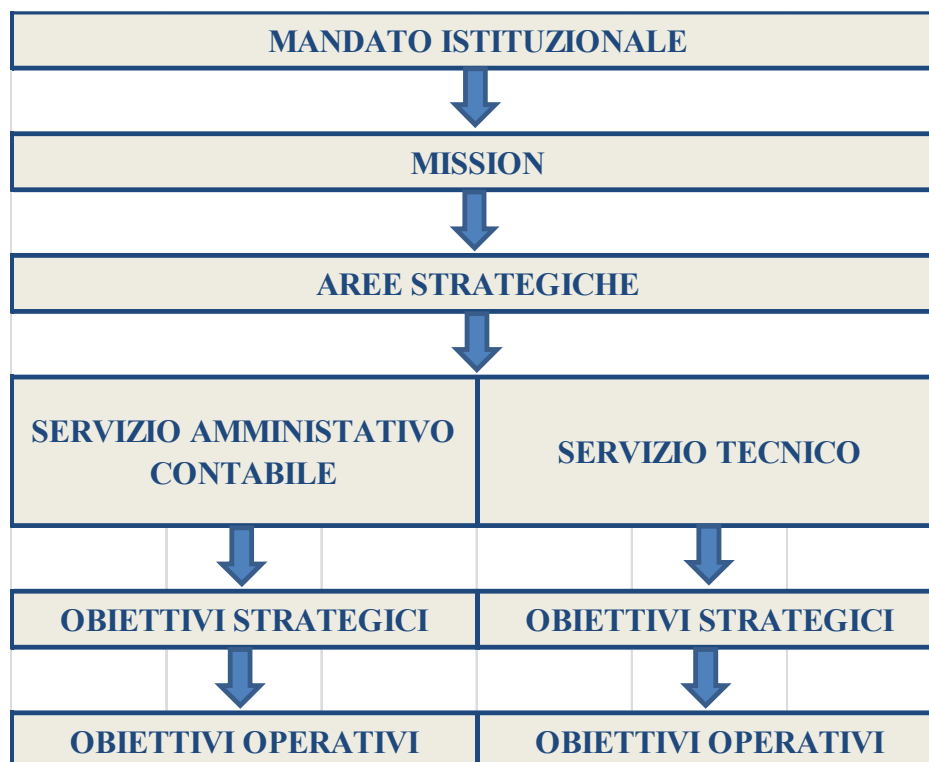 MANDATO ISTITUZIONALE
MISSION
AREE STRATEGICHE
SERVIZIO AMMINISTATIVO
CONTABILE
SERVIZIO TECNICO
OBIETTIVI STRATEGICI
OBIETTIVI STRATEGICI
OBIETTIVI OPERATIVI
OBIETTIVI OPERATIVI